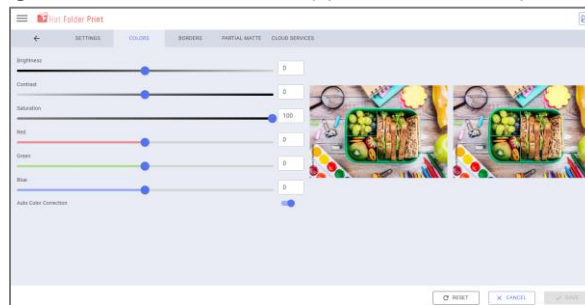 Hot Folder Print
SETTINGS COLORS BORDERS PARTIAL MATTE CLOUD SERVICES
Brightness
0
Contrast
0
Saturation
100
Red
0
Green
0
Blue
0
Auto Color Correction
RESET CANCEL SAVE